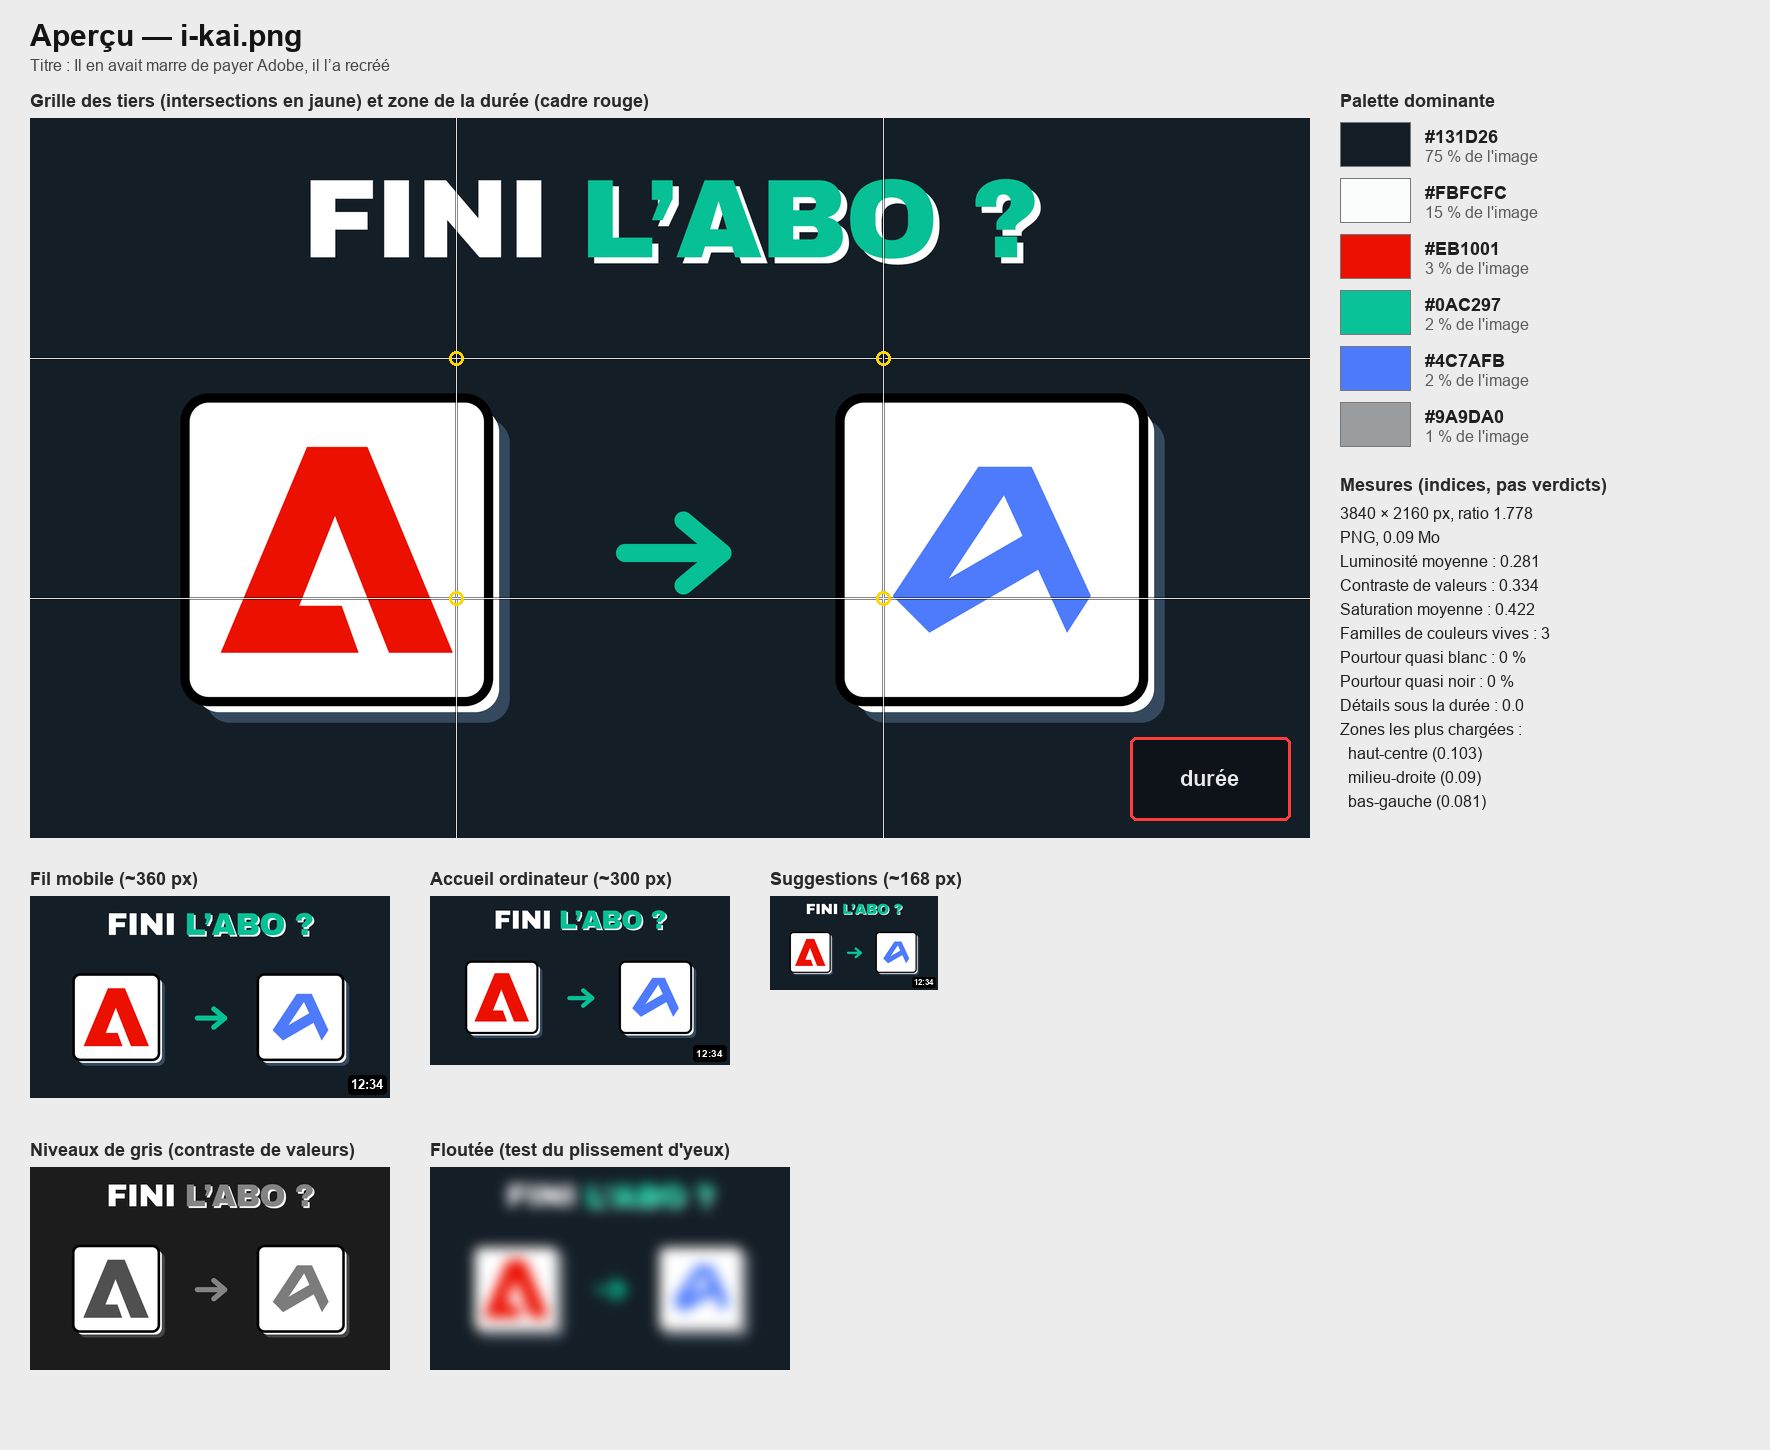 Aperçu — i-kai.png
Titre : Il en avait marre de payer Adobe, il l’a recréé
Grille des tiers (intersections en jaune) et zone de la durée (cadre rouge)
FINI L’ABO ?
durée
Palette dominante
#131D26
75 % de l'image
#FBFCFC
15 % de l'image
#EB1001
3 % de l'image
#0AC297
2 % de l'image
#4C7AFB
2 % de l'image
#9A9DA0
1 % de l'image
Mesures (indices, pas verdicts)
3840 × 2160 px, ratio 1.778
PNG, 0.09 Mo
Luminosité moyenne : 0.281
Contraste de valeurs : 0.334
Saturation moyenne : 0.422
Familles de couleurs vives : 3
Pourtour quasi blanc : 0 %
Pourtour quasi noir : 0 %
Détails sous la durée : 0.0
Zones les plus chargées :
haut-centre (0.103)
milieu-droite (0.09)
bas-gauche (0.081)
Fil mobile (~360 px)
FINI L’ABO ?
12:34
Accueil ordinateur (~300 px)
FINI L’ABO ?
12:34
Suggestions (~168 px)
FINI L’ABO ?
12:34
Niveaux de gris (contraste de valeurs)
FINI L’ABO ?
Floutée (test du plissement d'yeux)
FINI L’ABO ?